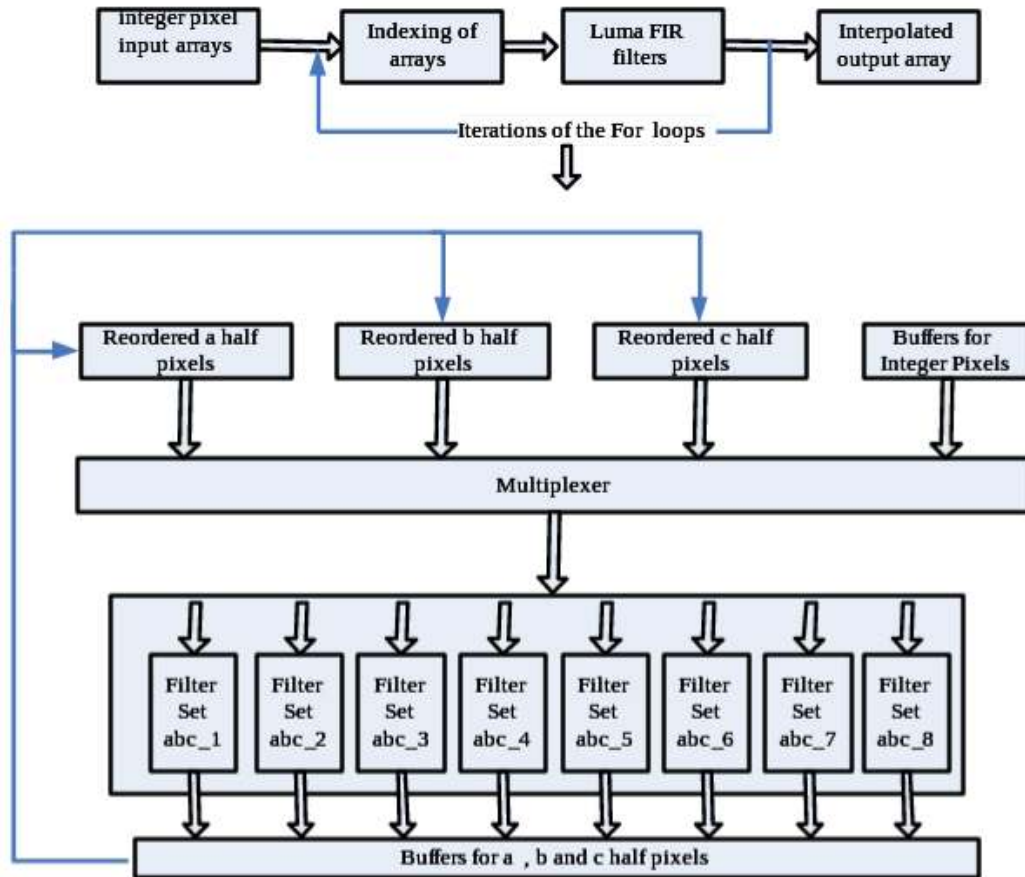 Integer pixel
input arrays
Indexing of
arrays
Luma FIR
filters
Interpolated
output array
Iterations of the For loops
Reordered a half
pixels
Reordered b half
pixels
Reordered c half
pixels
Buffers for
Integer Pixels
Multiplexer
Filter
Set
abc_1
Filter
Set
abc_2
Filter
Set
abc_3
Filter
Set
abc_4
Filter
Set
abc_5
Filter
Set
abc_6
Filter
Set
abc_7
Filter
Set
abc_8
Buffers for a , b and c half pixels